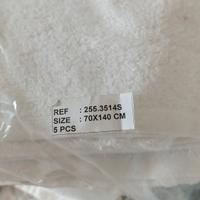 REF : 255.3514S
SIZE : 70X140 CM
5 PCS